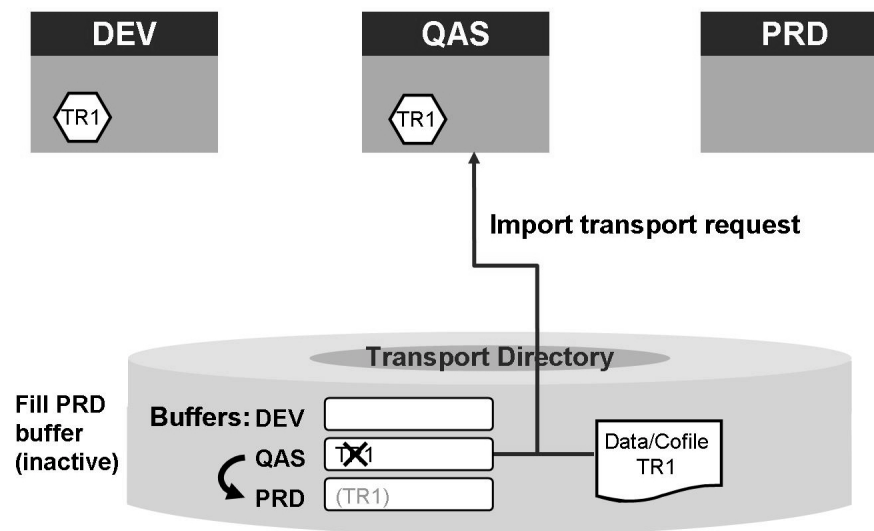 DEV
QAS
PRD
TR1
TR1
Import transport request
Transport Directory
Fill PRD
buffer
(inactive)
Buffers: DEV
QAS
TR1
PRD
(TR1)
Data/Cofile
TR1